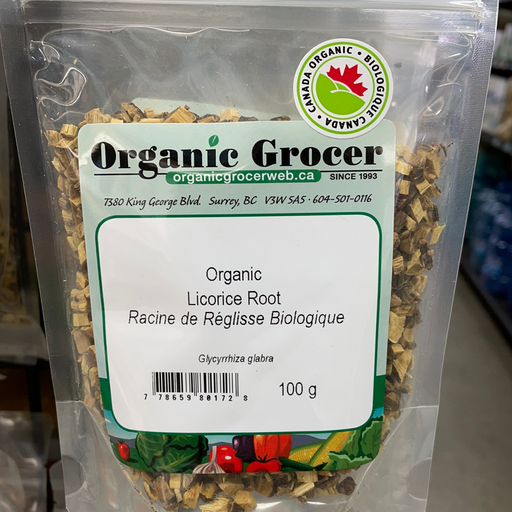 CANADA ORGANIC • BIOLOGIQUE CANADA •
Organic Grocer
organicgrocerweb.ca
SINCE 1993
7380 King George Blvd. Surrey, BC V3W 5A5 • 604-501-0116
Organic
Licorice Root
Racine de Réglisse Biologique
Glycyrrhiza glabra
7 78659 80172 8
100 g